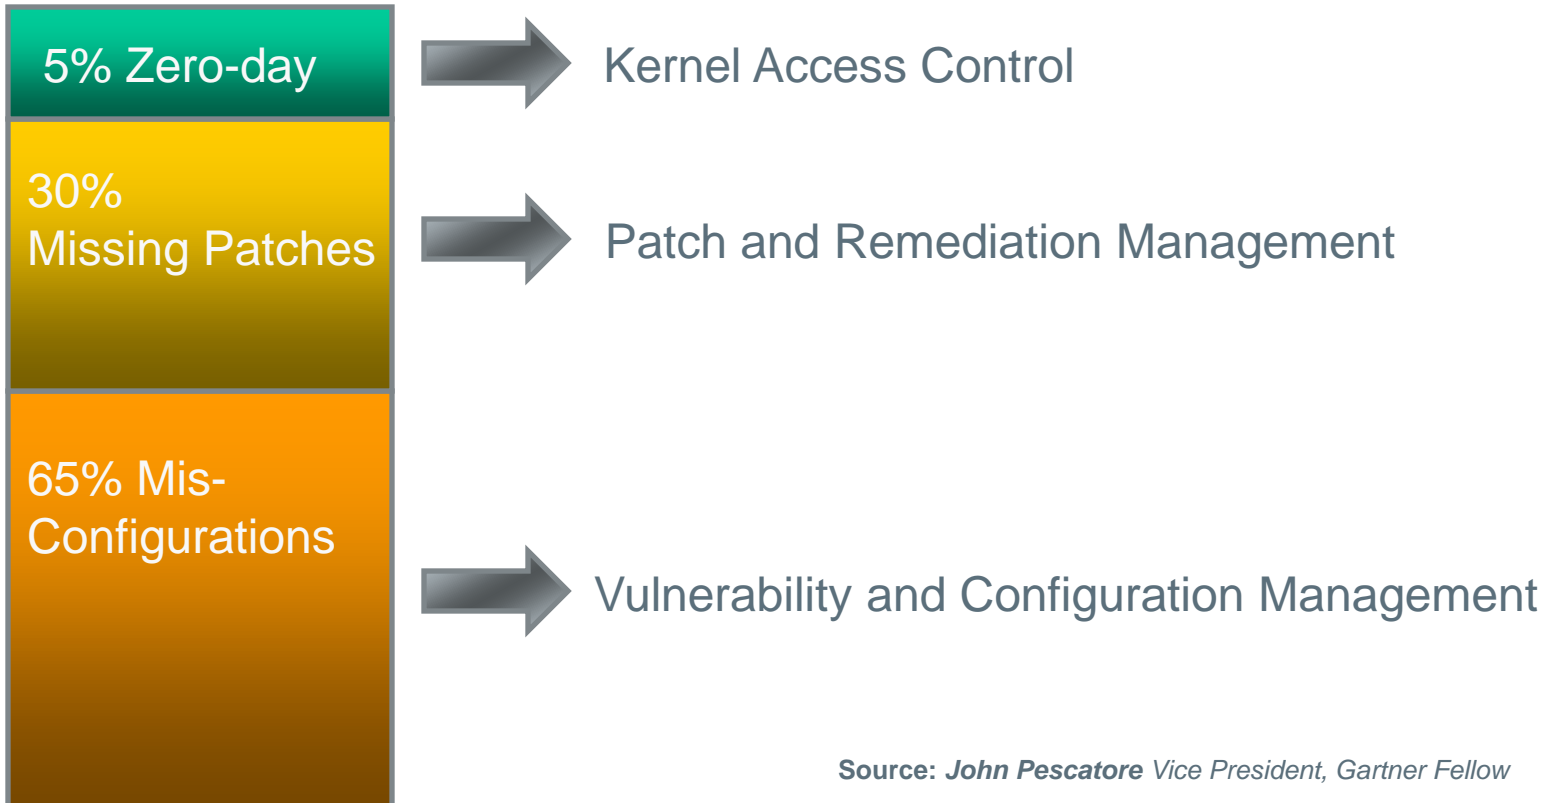 5% Zero-day
Kernel Access Control
30%
Missing Patches
Patch and Remediation Management
65% Mis-
Configurations
Vulnerability and Configuration Management
Source: John Pescatore Vice President, Gartner Fellow